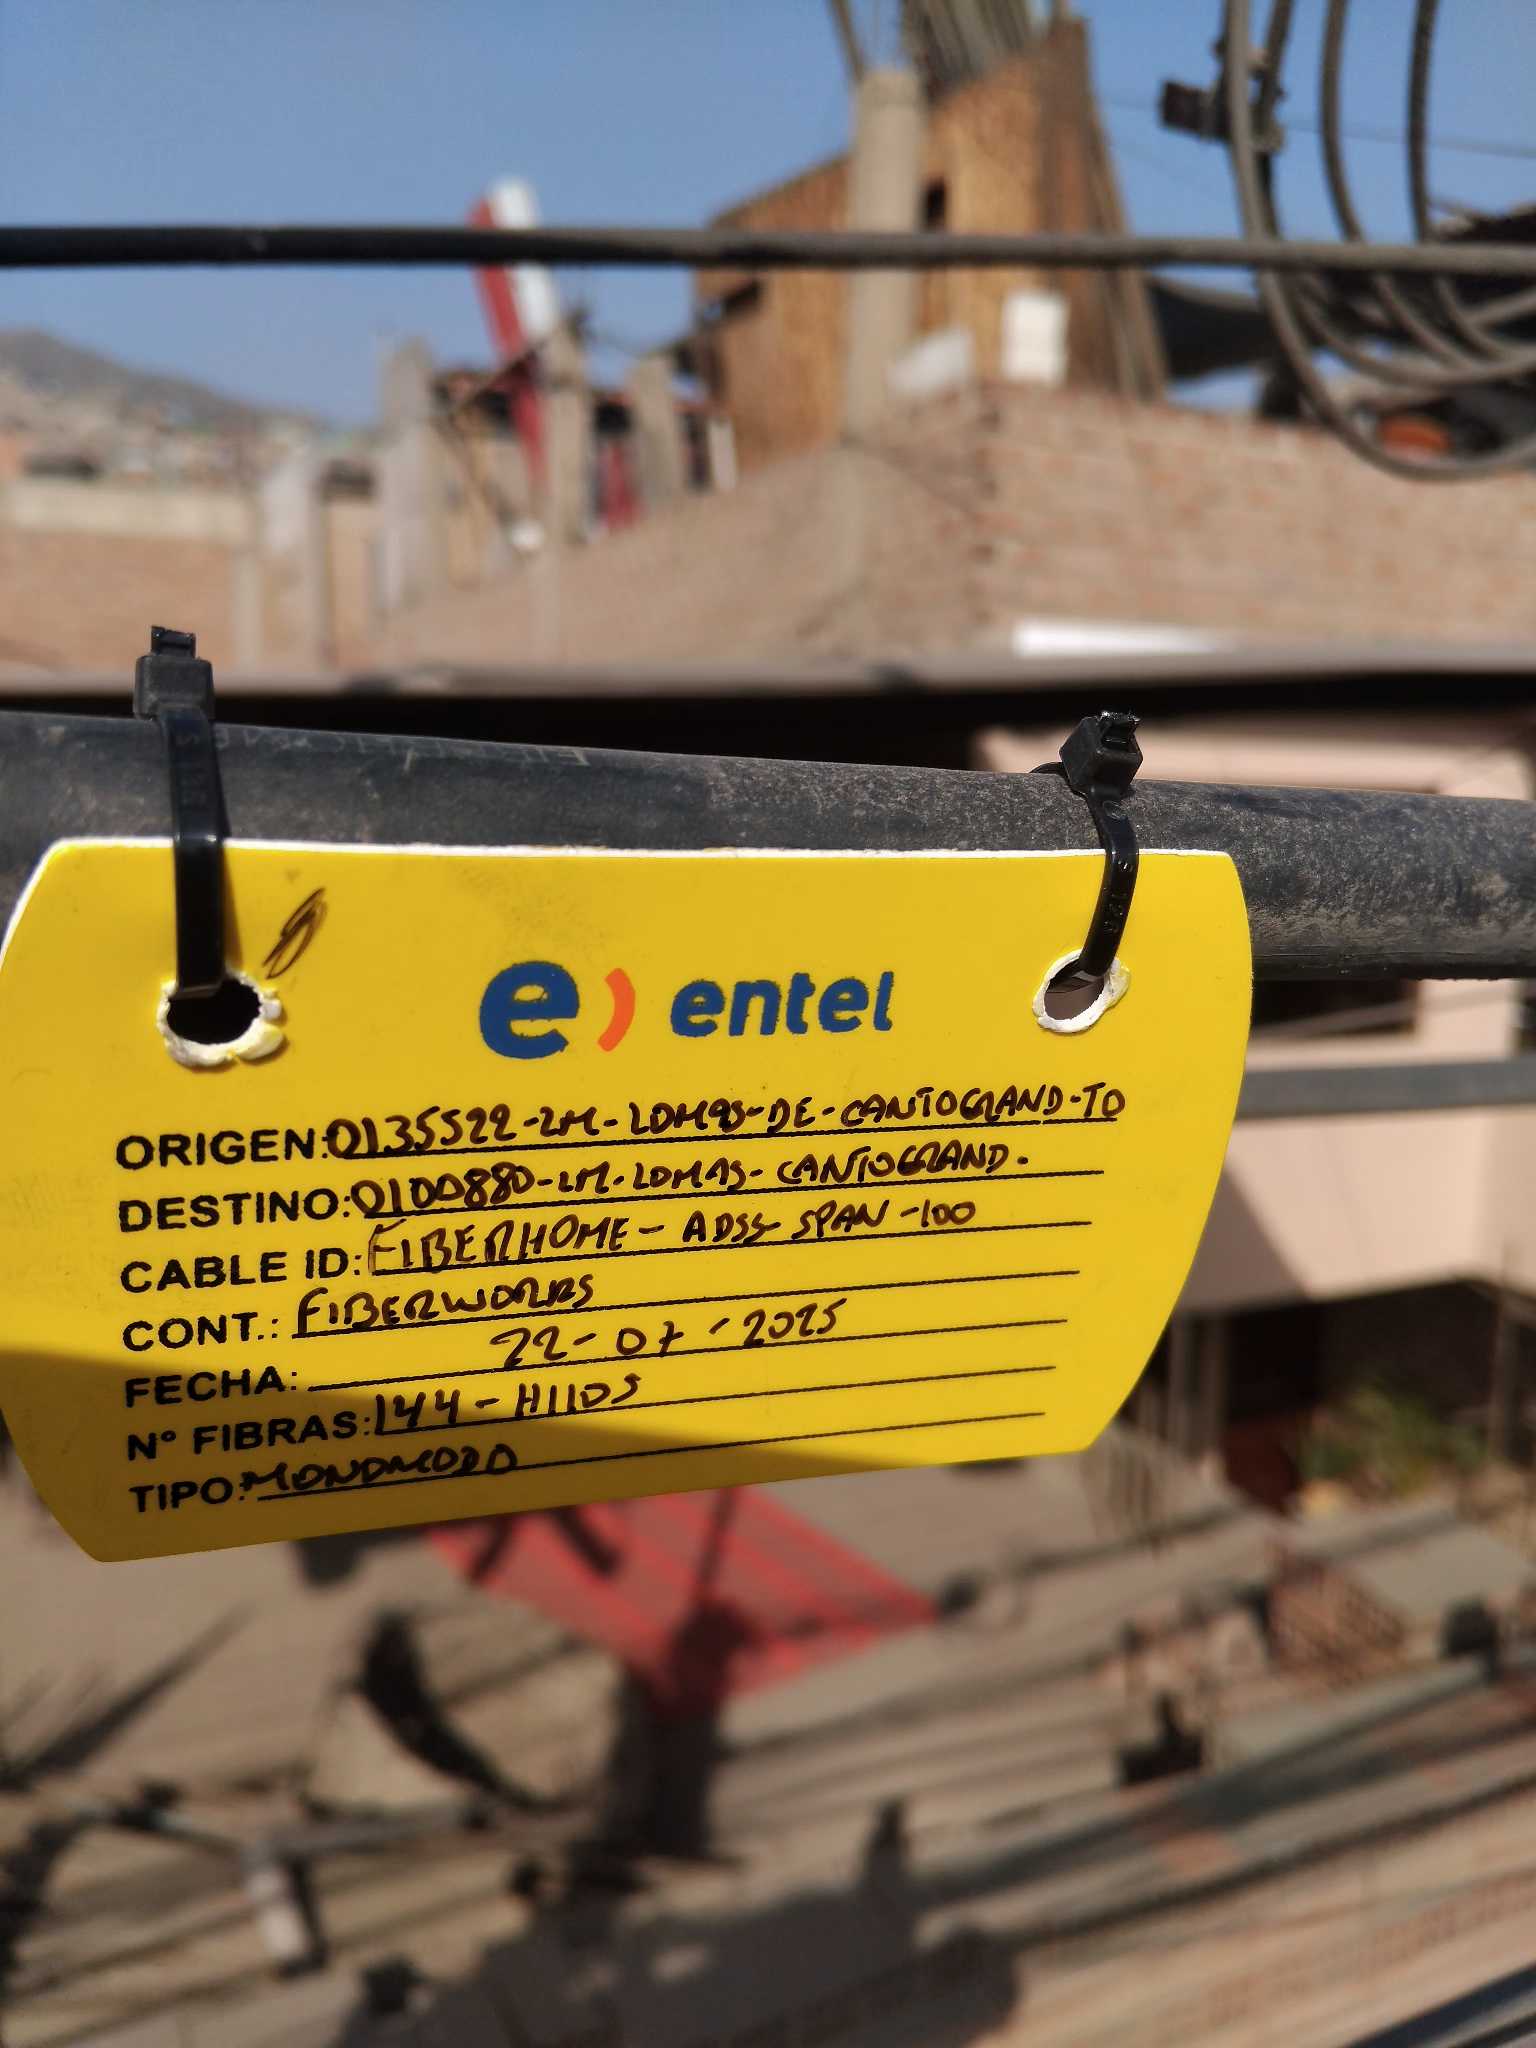 e) entel
ORIGEN: 0135522-LM-LOMAS-DE-CANTOGRAND-TD
DESTINO: 0100880-LM-LOMAS-CANTOGRAND.
CABLE ID: FIBERHOME - ADSS SPAN-100
CONT.: FIBERWORKS
FECHA: 22-07-2025
N° FIBRAS: 144-HILOS
TIPO: MONOMODO